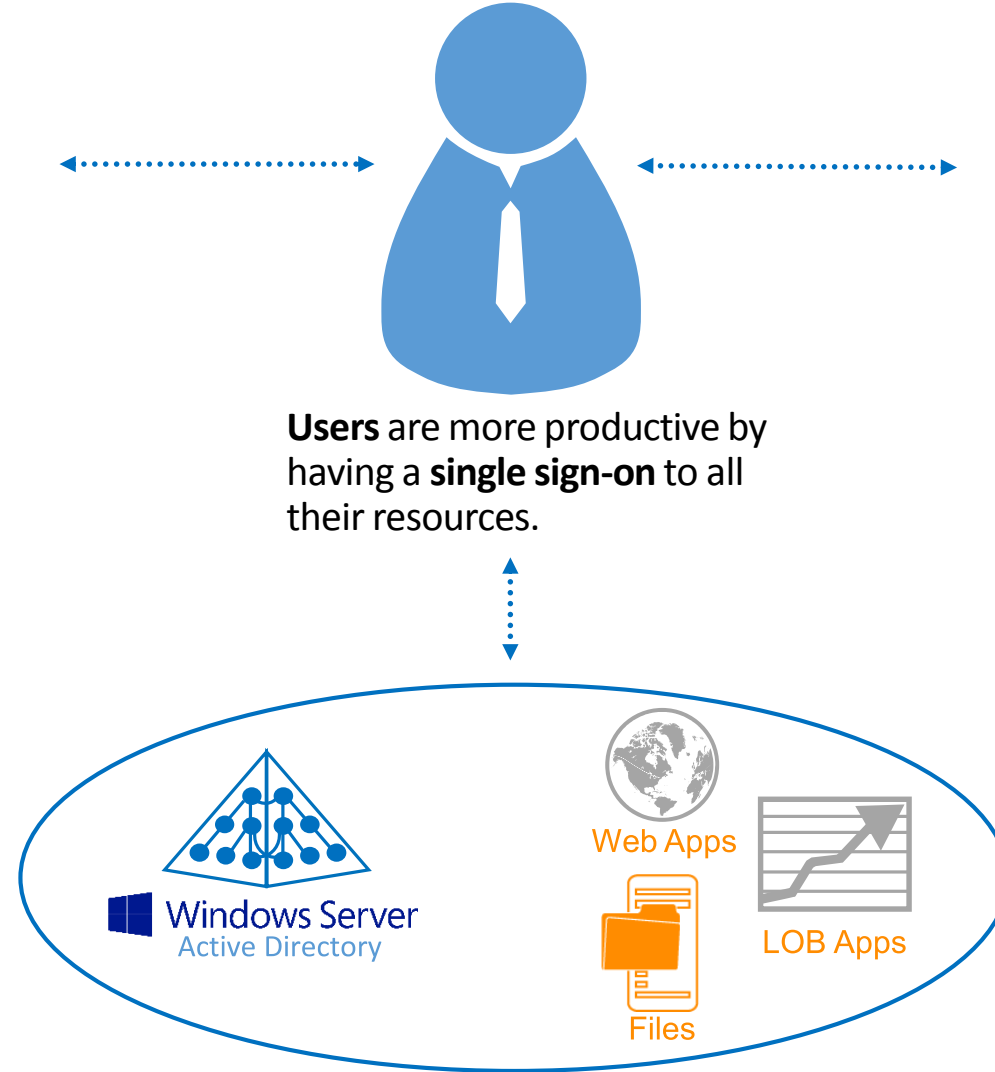 Users are more productive by
having a single sign-on to all
their resources.
Web Apps
Windows Server
Active Directory
LOB Apps
Files